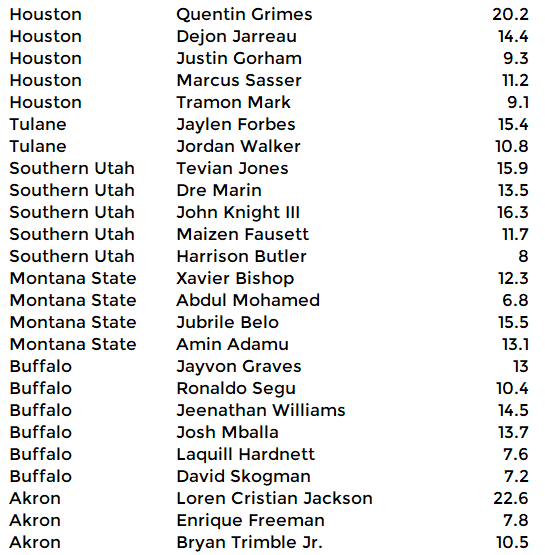 Houston Quentin Grimes 20.2
Houston Dejon Jarreau 14.4
Houston Justin Gorham 9.3
Houston Marcus Sasser 11.2
Houston Tramon Mark 9.1
Tulane Jaylen Forbes 15.4
Tulane Jordan Walker 10.8
Southern Utah Tevian Jones 15.9
Southern Utah Dre Marin 13.5
Southern Utah John Knight III 16.3
Southern Utah Maizen Fausett 11.7
Southern Utah Harrison Butler 8
Montana State Xavier Bishop 12.3
Montana State Abdul Mohamed 6.8
Montana State Jubrile Belo 15.5
Montana State Amin Adamu 13.1
Buffalo Jayvon Graves 13
Buffalo Ronaldo Segu 10.4
Buffalo Jeenathan Williams 14.5
Buffalo Josh Mballa 13.7
Buffalo Laquill Hardnett 7.6
Buffalo David Skogman 7.2
Akron Loren Cristian Jackson 22.6
Akron Enrique Freeman 7.8
Akron Bryan Trimble Jr. 10.5